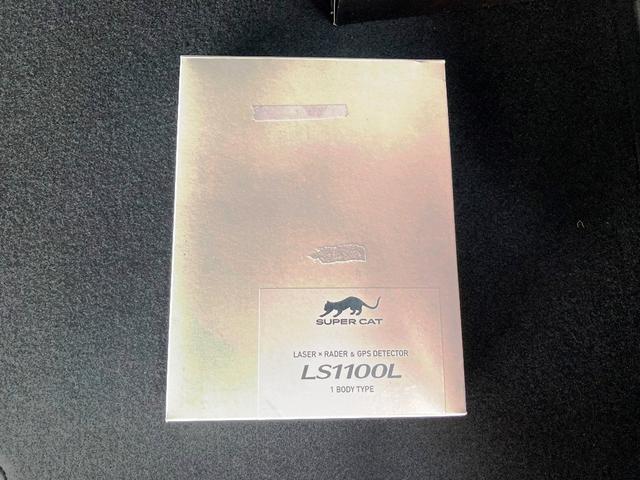 SUPER CAT
LASER × RADER & GPS DETECTOR
LS1100L
1 BODY TYPE